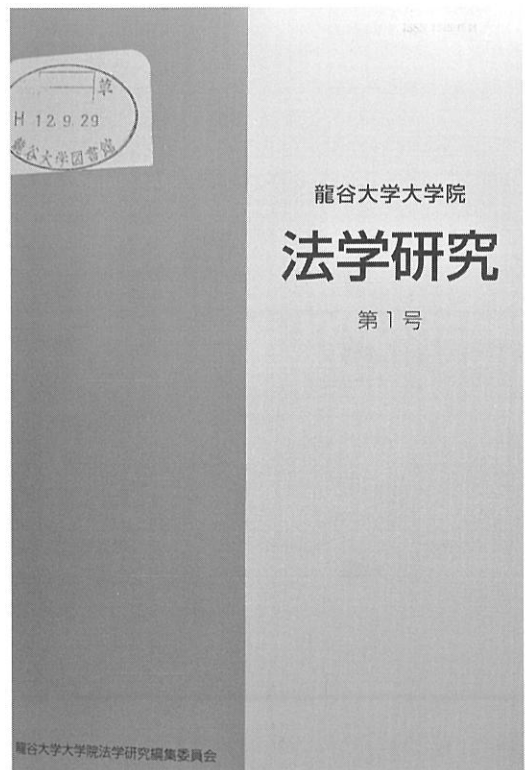 草
H 12.9.29
龍谷大学図書館
龍谷大学大学院
法学研究
第1号
龍谷大学大学院法学研究編集委員会